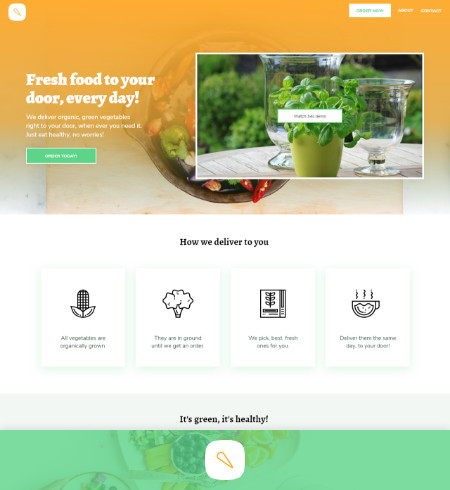 ORDER NOW
ABOUT
CONTACT
Fresh food to your
door, every day!
We deliver organic, green vegetables
right to your door, when ever you need it.
Just eat healthy, no worries!
Watch live demo
ORDER TODAY!
How we deliver to you
All vegetables are
organically grown.
They are in ground
until we get an order.
We pick, best, fresh
ones for you.
Deliver there the same
day, to your door!
It's green, it's healthy!